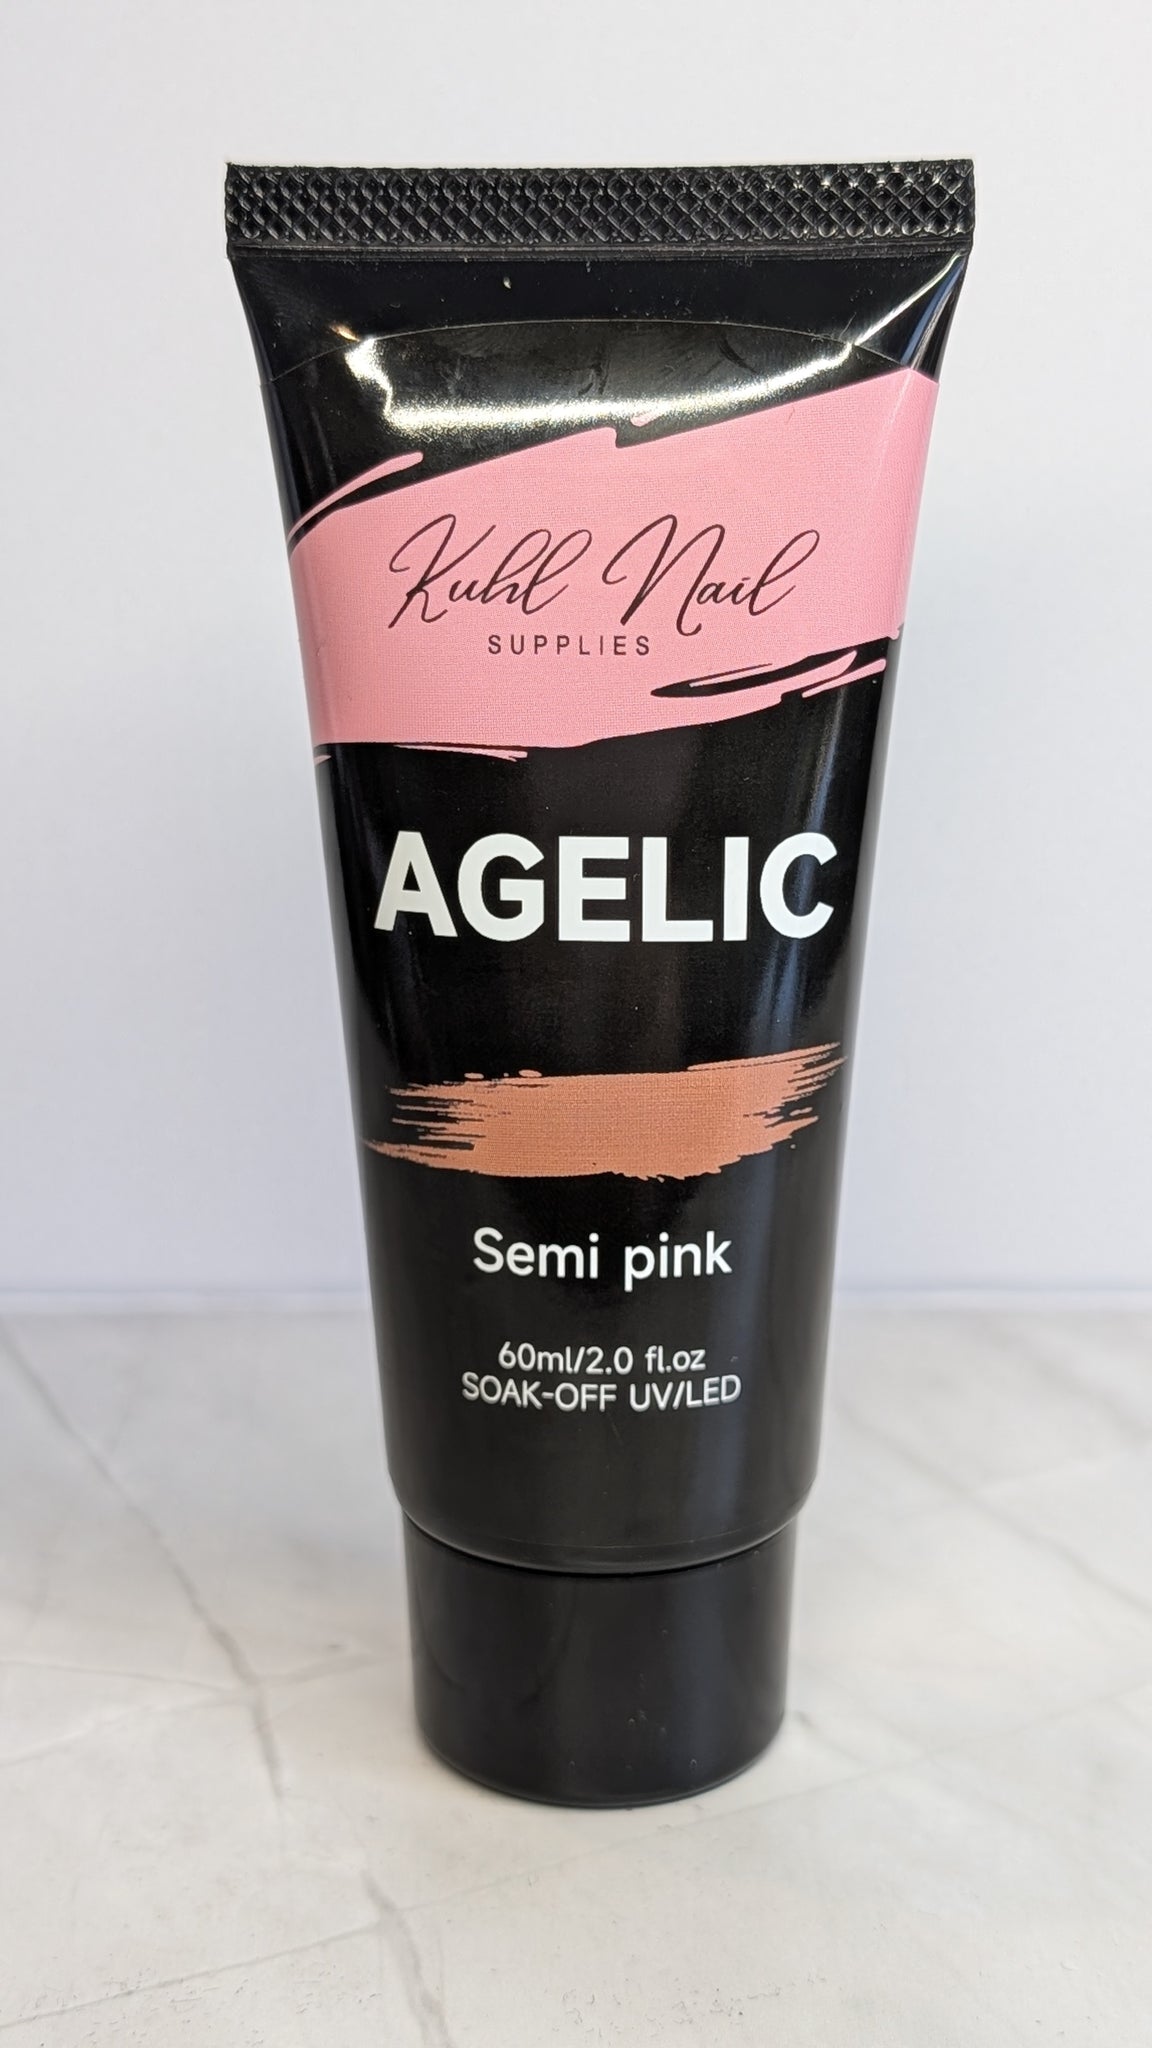 Kuhl Nail
SUPPLIES
AGELIC
Semi pink
60ml/2.0 fl.oz
SOAK-OFF UV/LED